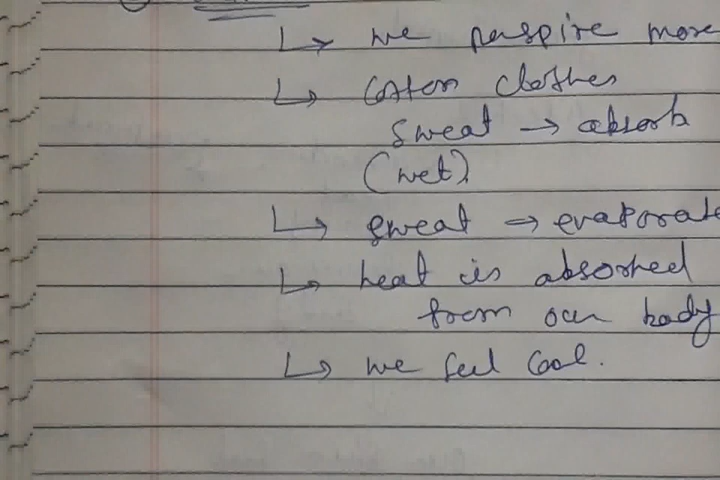 ↳ we perspire more
↳ Cotton clothes
sweat → absorb
(wet)
↳ sweat → evaporate
↳ heat is absorbed
from our body
↳ we feel cool.